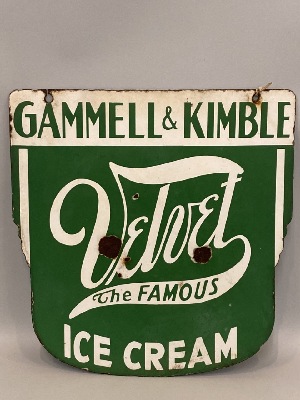 GAMMELL & KIMBLE
Velvet
The FAMOUS
ICE CREAM